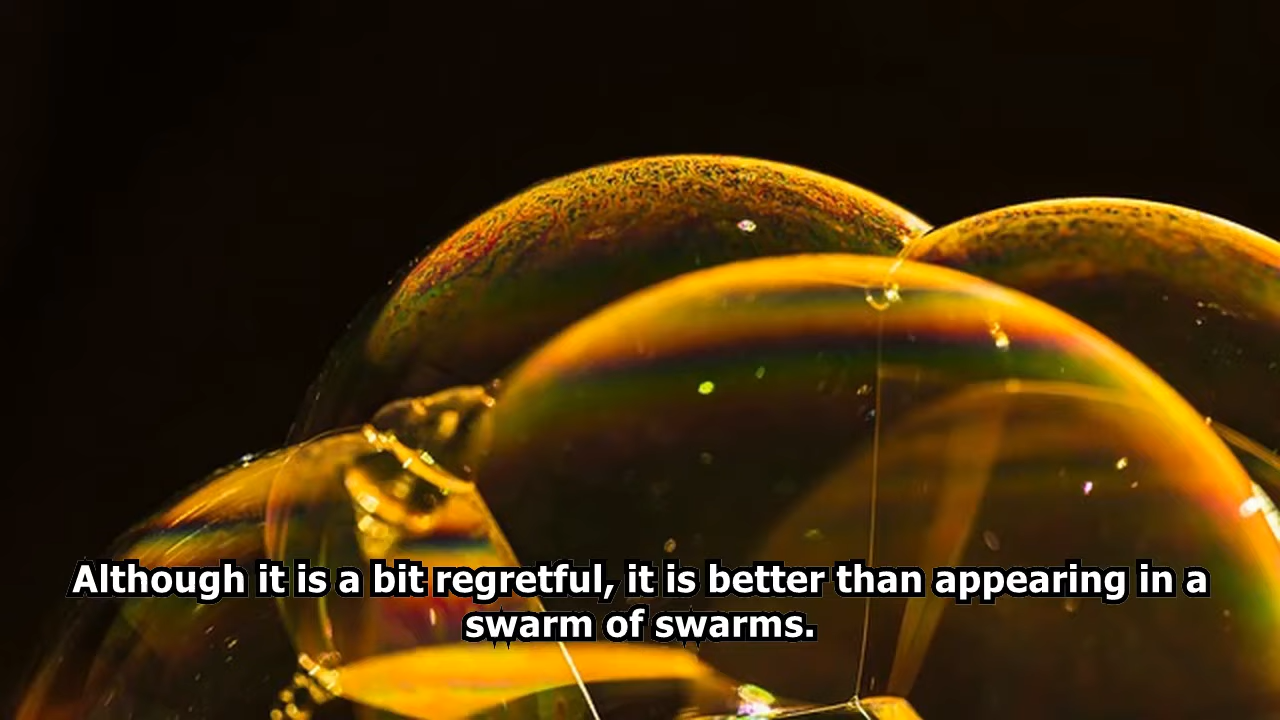 Although it is a bit regretful, it is better than appearing in a
swarm of swarms.